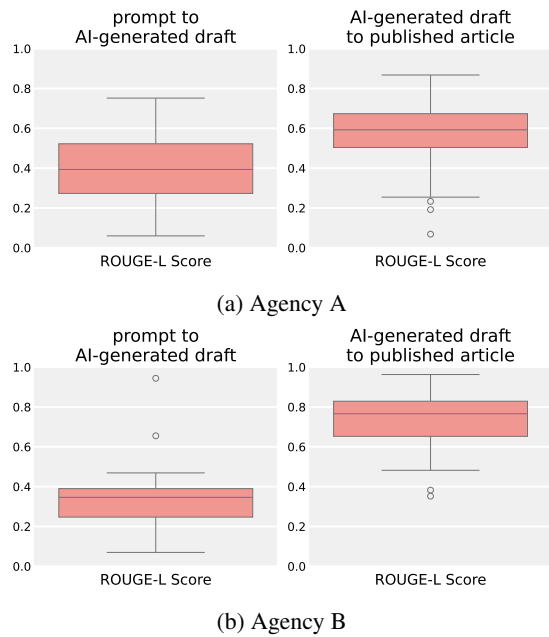 prompt to
AI-generated draft
AI-generated draft
to published article
1.0
0.8
0.6
0.4
0.2
0.0
1.0
0.8
0.6
0.4
0.2
0.0
ROUGE-L Score
ROUGE-L Score
(a) Agency A
prompt to
AI-generated draft
AI-generated draft
to published article
1.0
0.8
0.6
0.4
0.2
0.0
1.0
0.8
0.6
0.4
0.2
0.0
ROUGE-L Score
ROUGE-L Score
(b) Agency B